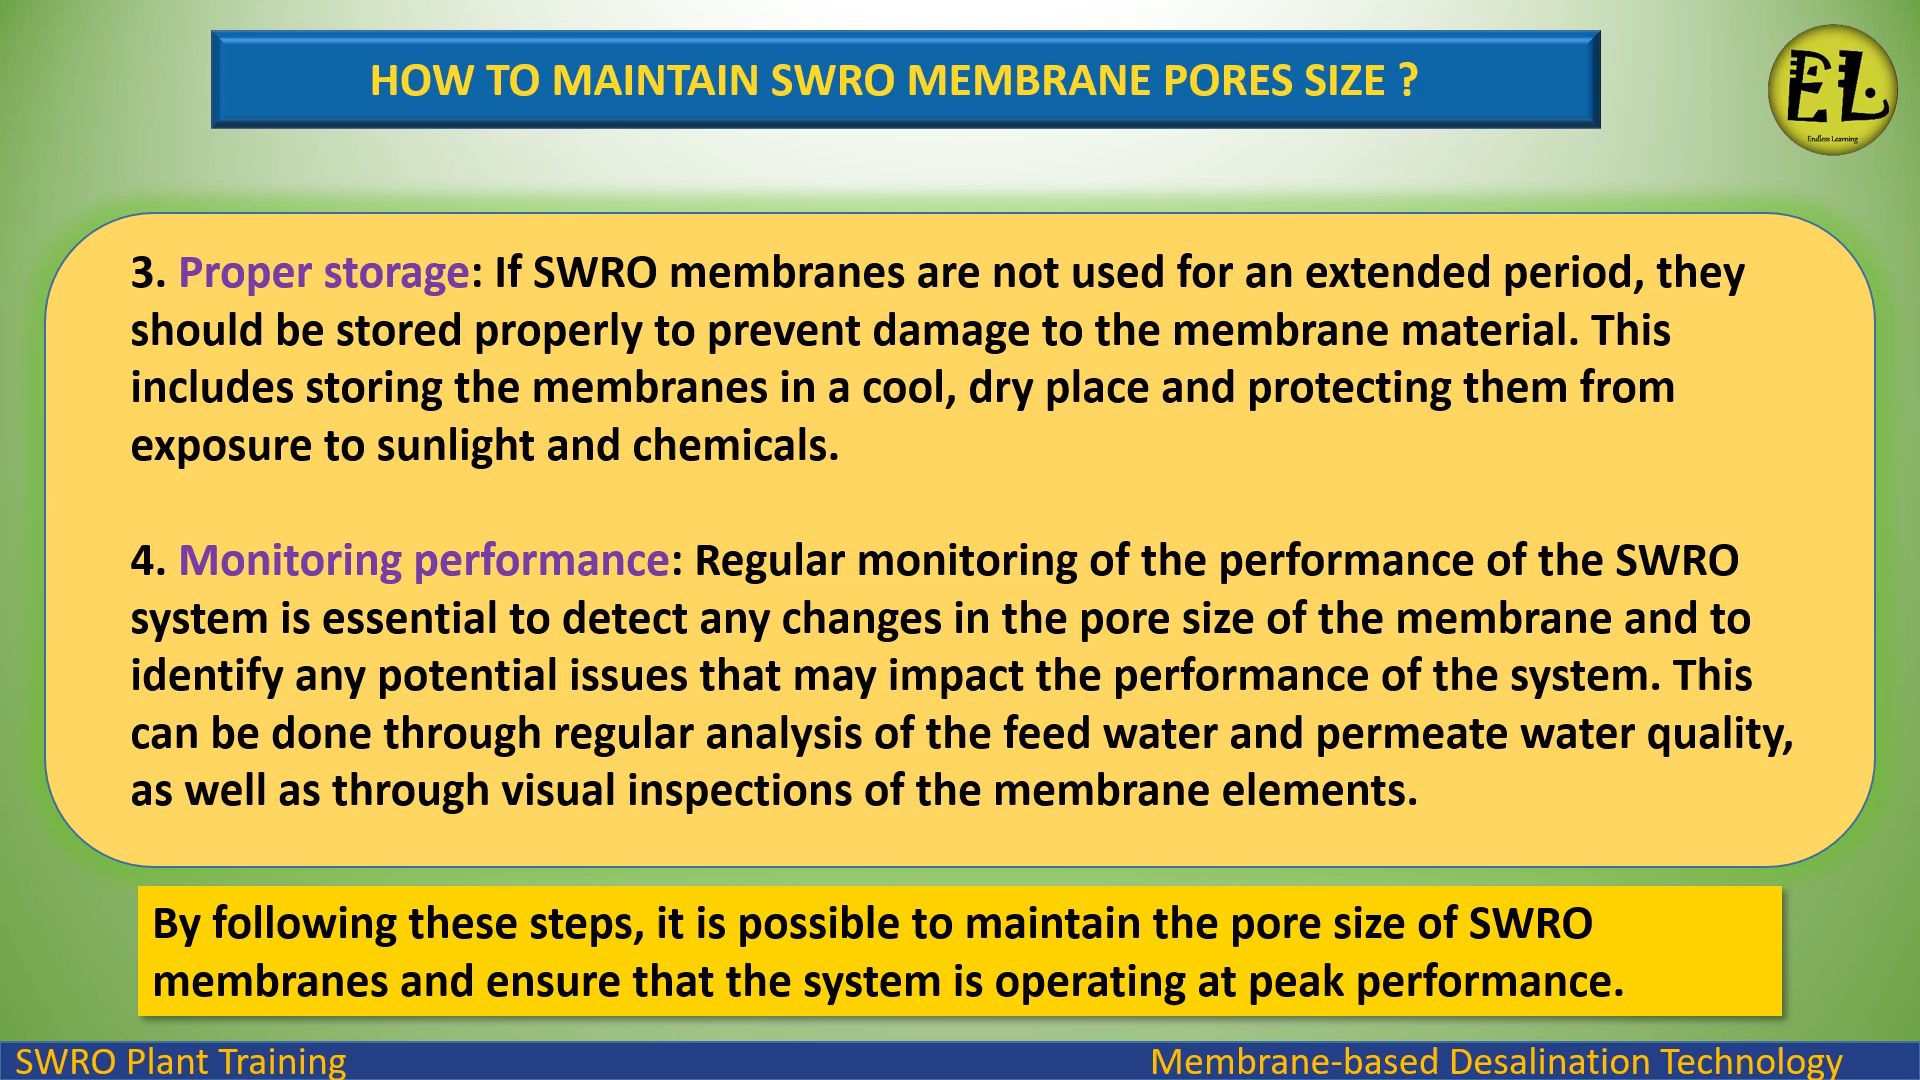 HOW TO MAINTAIN SWRO MEMBRANE PORES SIZE ?
EL
Endless Learning
3. Proper storage: If SWRO membranes are not used for an extended period, they
should be stored properly to prevent damage to the membrane material. This
includes storing the membranes in a cool, dry place and protecting them from
exposure to sunlight and chemicals.
4. Monitoring performance: Regular monitoring of the performance of the SWRO
system is essential to detect any changes in the pore size of the membrane and to
identify any potential issues that may impact the performance of the system. This
can be done through regular analysis of the feed water and permeate water quality,
as well as through visual inspections of the membrane elements.
By following these steps, it is possible to maintain the pore size of SWRO
membranes and ensure that the system is operating at peak performance.
SWRO Plant Training
Membrane-based Desalination Technology